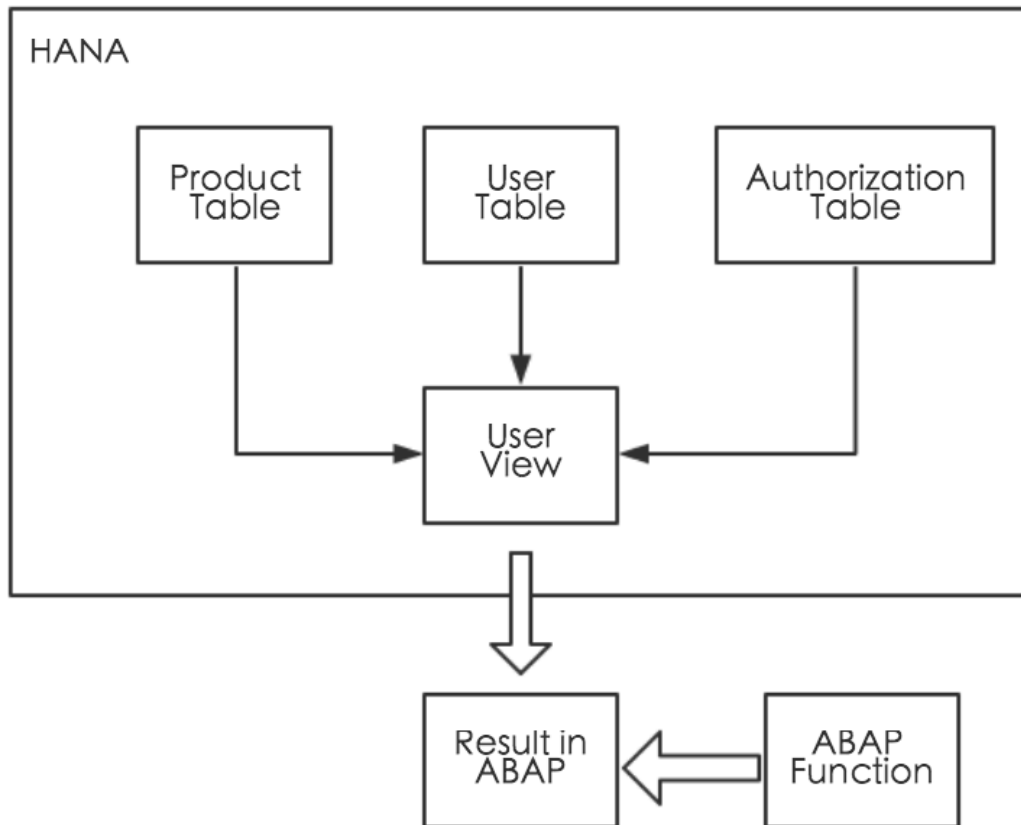 HANA
Product
Table
User
Table
Authorization
Table
User
View
Result in
ABAP
ABAP
Function